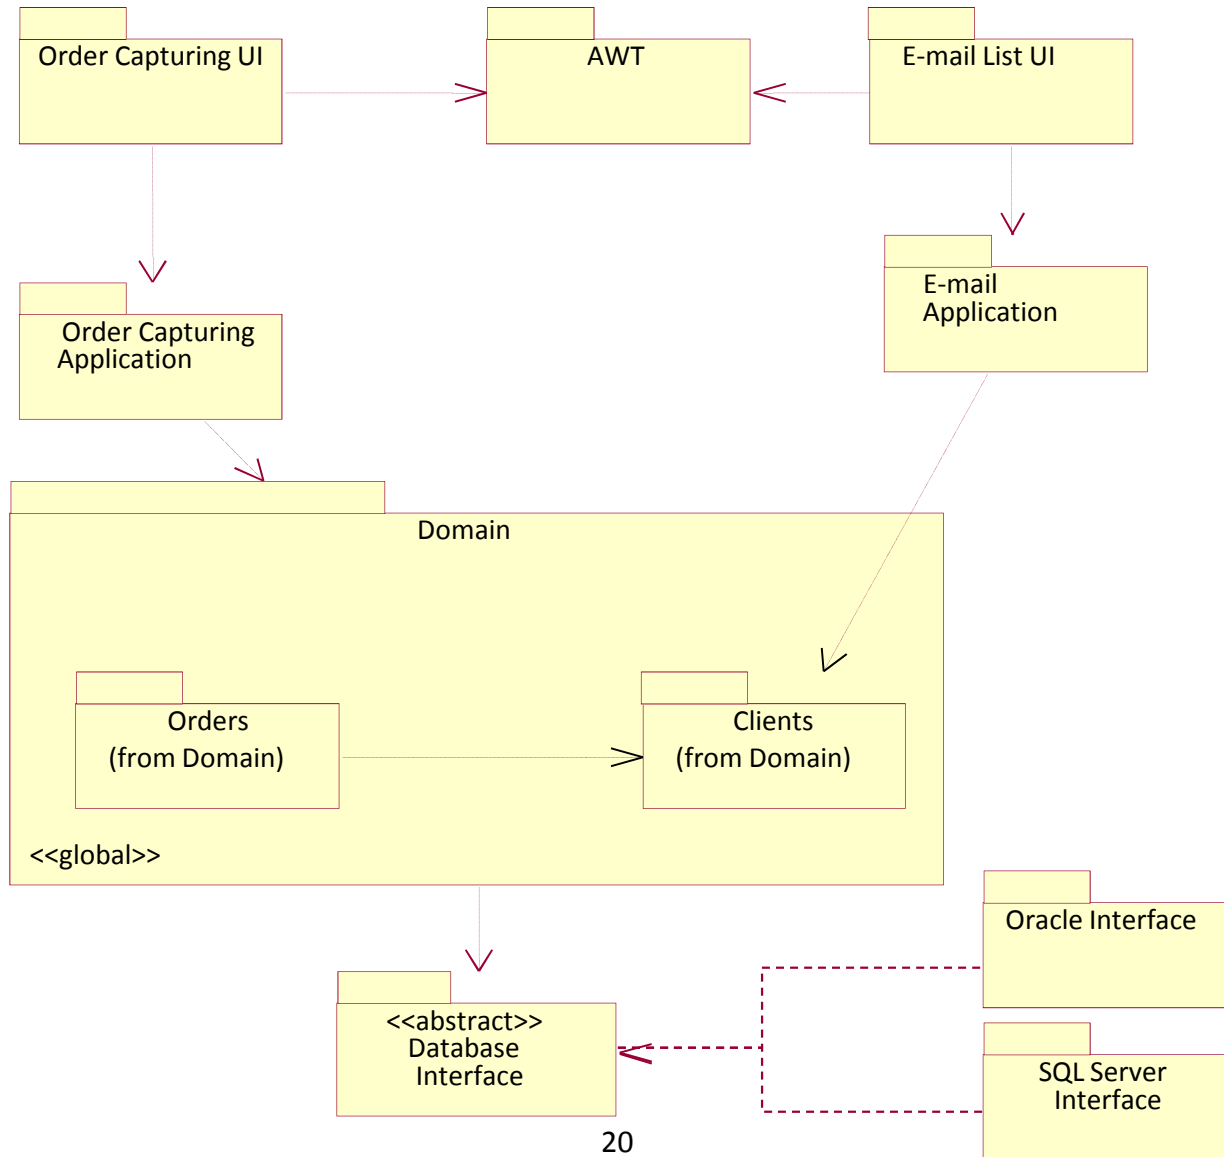 Order Capturing UI
AWT
E-mail List UI
E-mail
Application
Order Capturing
Application
Domain
Orders
(from Domain)
Clients
(from Domain)
<<global>>
Oracle Interface
<<abstract>>
Database
Interface
SQL Server
Interface
20